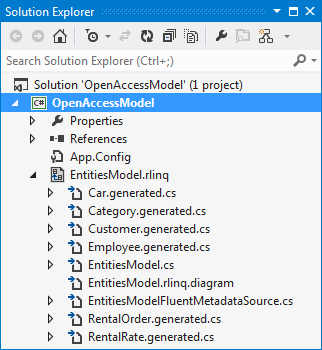 Solution Explorer
Search Solution Explorer (Ctrl+;)
Solution 'OpenAccessModel' (1 project)
C# OpenAccessModel
Properties
References
App.Config
EntitiesModel.rlinq
Car.generated.cs
Category.generated.cs
Customer.generated.cs
Employee.generated.cs
EntitiesModel.cs
EntitiesModel.rlinq.diagram
EntitiesModelFluentMetadataSource.cs
RentalOrder.generated.cs
RentalRate.generated.cs